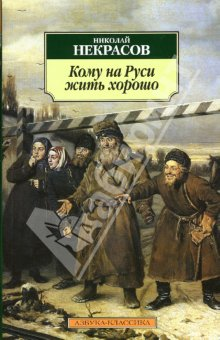 НИКОЛАЙ
НЕКРАСОВ
Кому на Руси
жить хорошо
АЗБУКА-КЛАССИКА